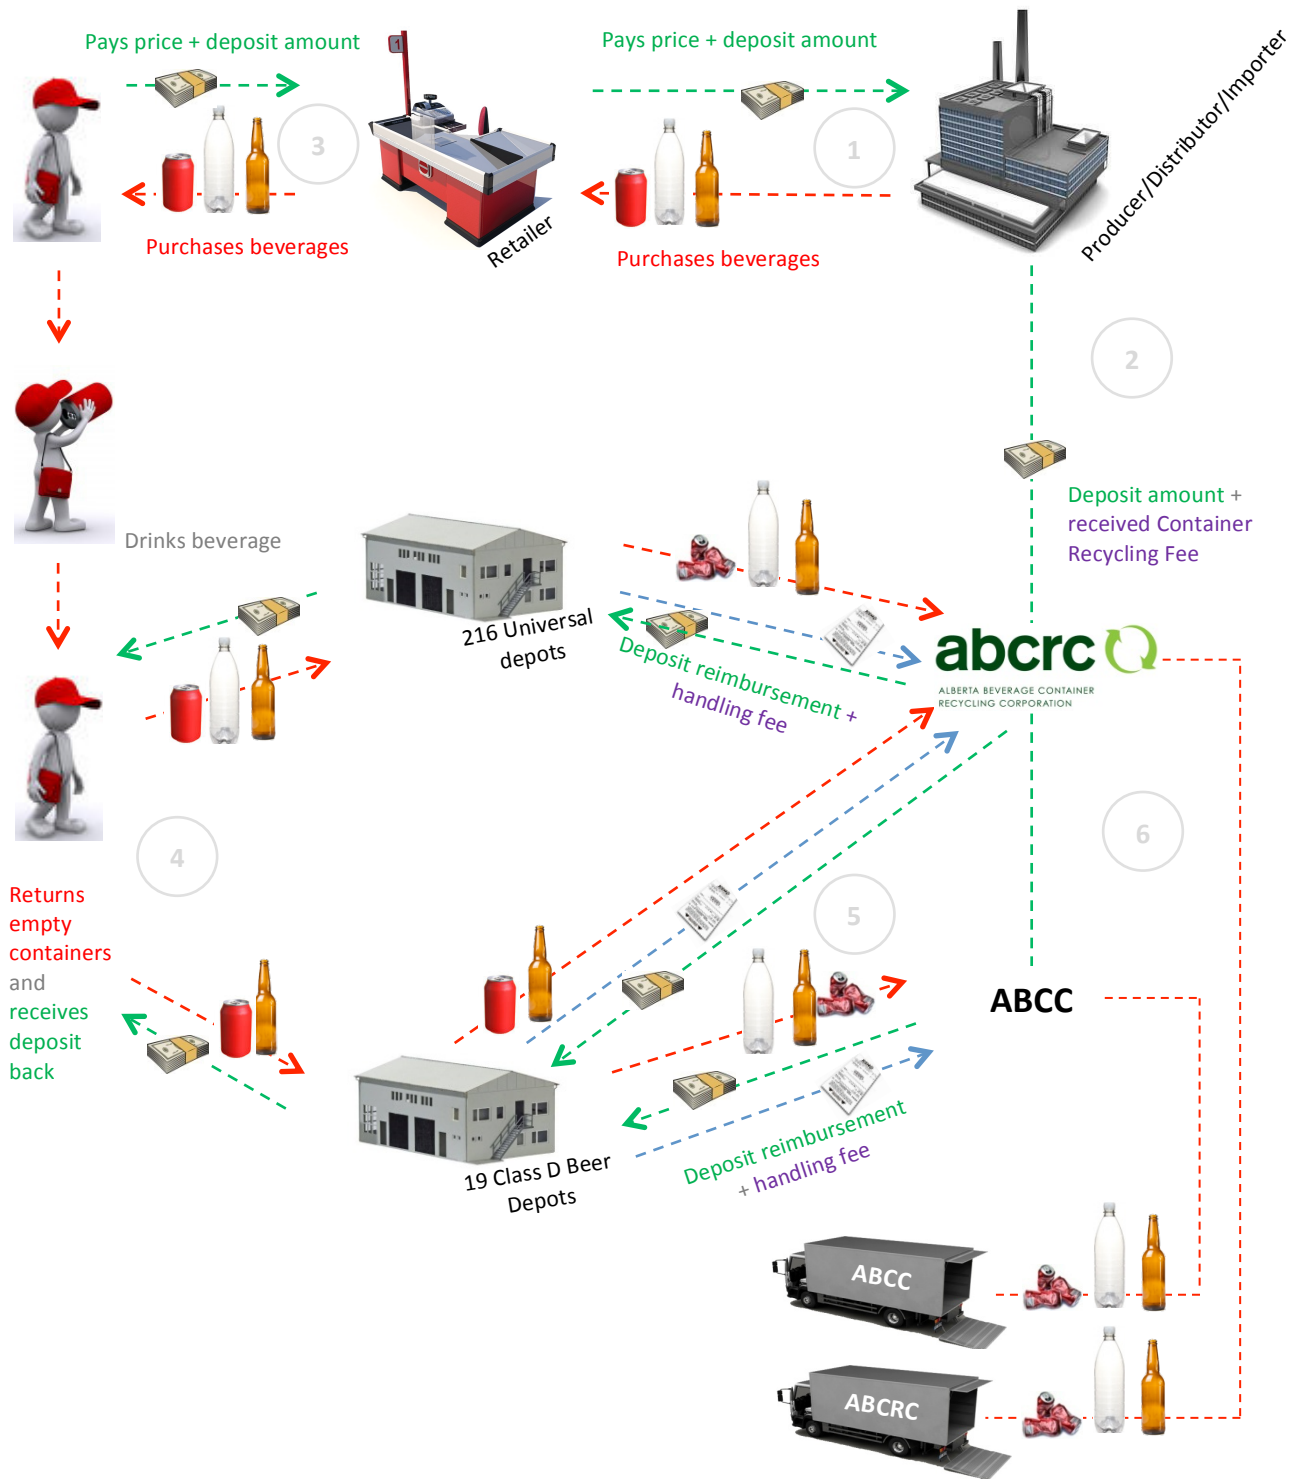 Pays price + deposit amount
Pays price + deposit amount
1
3
1
Retailer
Producer/Distributor/Importer
Purchases beverages
Purchases beverages
2
Deposit amount +
received Container
Recycling Fee
Drinks beverage
216 Universal
depots
Deposit reimbursement +
handling fee
abcrc
ALBERTA BEVERAGE CONTAINER
RECYCLING CORPORATION
4
6
Returns
empty
containers
and
receives
deposit
back
5
ABCC
19 Class D Beer
Depots
Deposit reimbursement
+ handling fee
ABCC
ABCRC